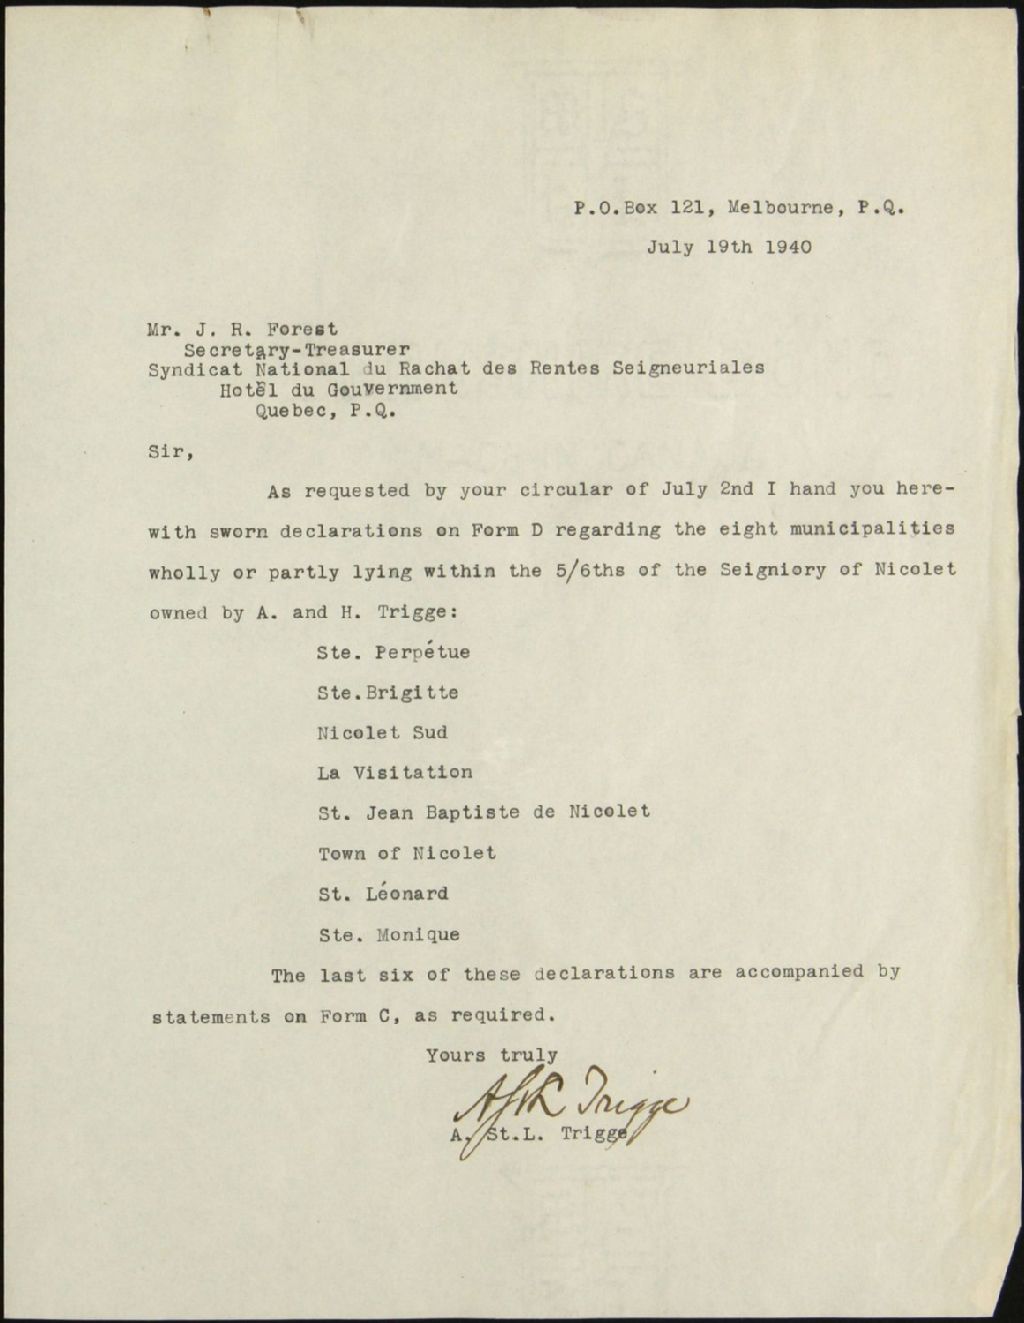 P.O.Box 121, Melbourne, P.Q.
July 19th 1940
Mr. J. R. Forest
Secretary-Treasurer
Syndicat National du Rachat des Rentes Seigneuriales
Hotêl du Gouvernment
Quebec, P.Q.
Sir,
As requested by your circular of July 2nd I hand you here-
with sworn declarations on Form D regarding the eight municipalities
wholly or partly lying within the 5/6ths of the Seigniory of Nicolet
owned by A. and H. Trigge:
Ste. Perpétue
Ste.Brigitte
Nicolet Sud
La Visitation
St. Jean Baptiste de Nicolet
Town of Nicolet
St. Léonard
Ste. Monique
The last six of these declarations are accompanied by
statements on Form C, as required.
Yours truly
Trigge
A. St.L. Trigge